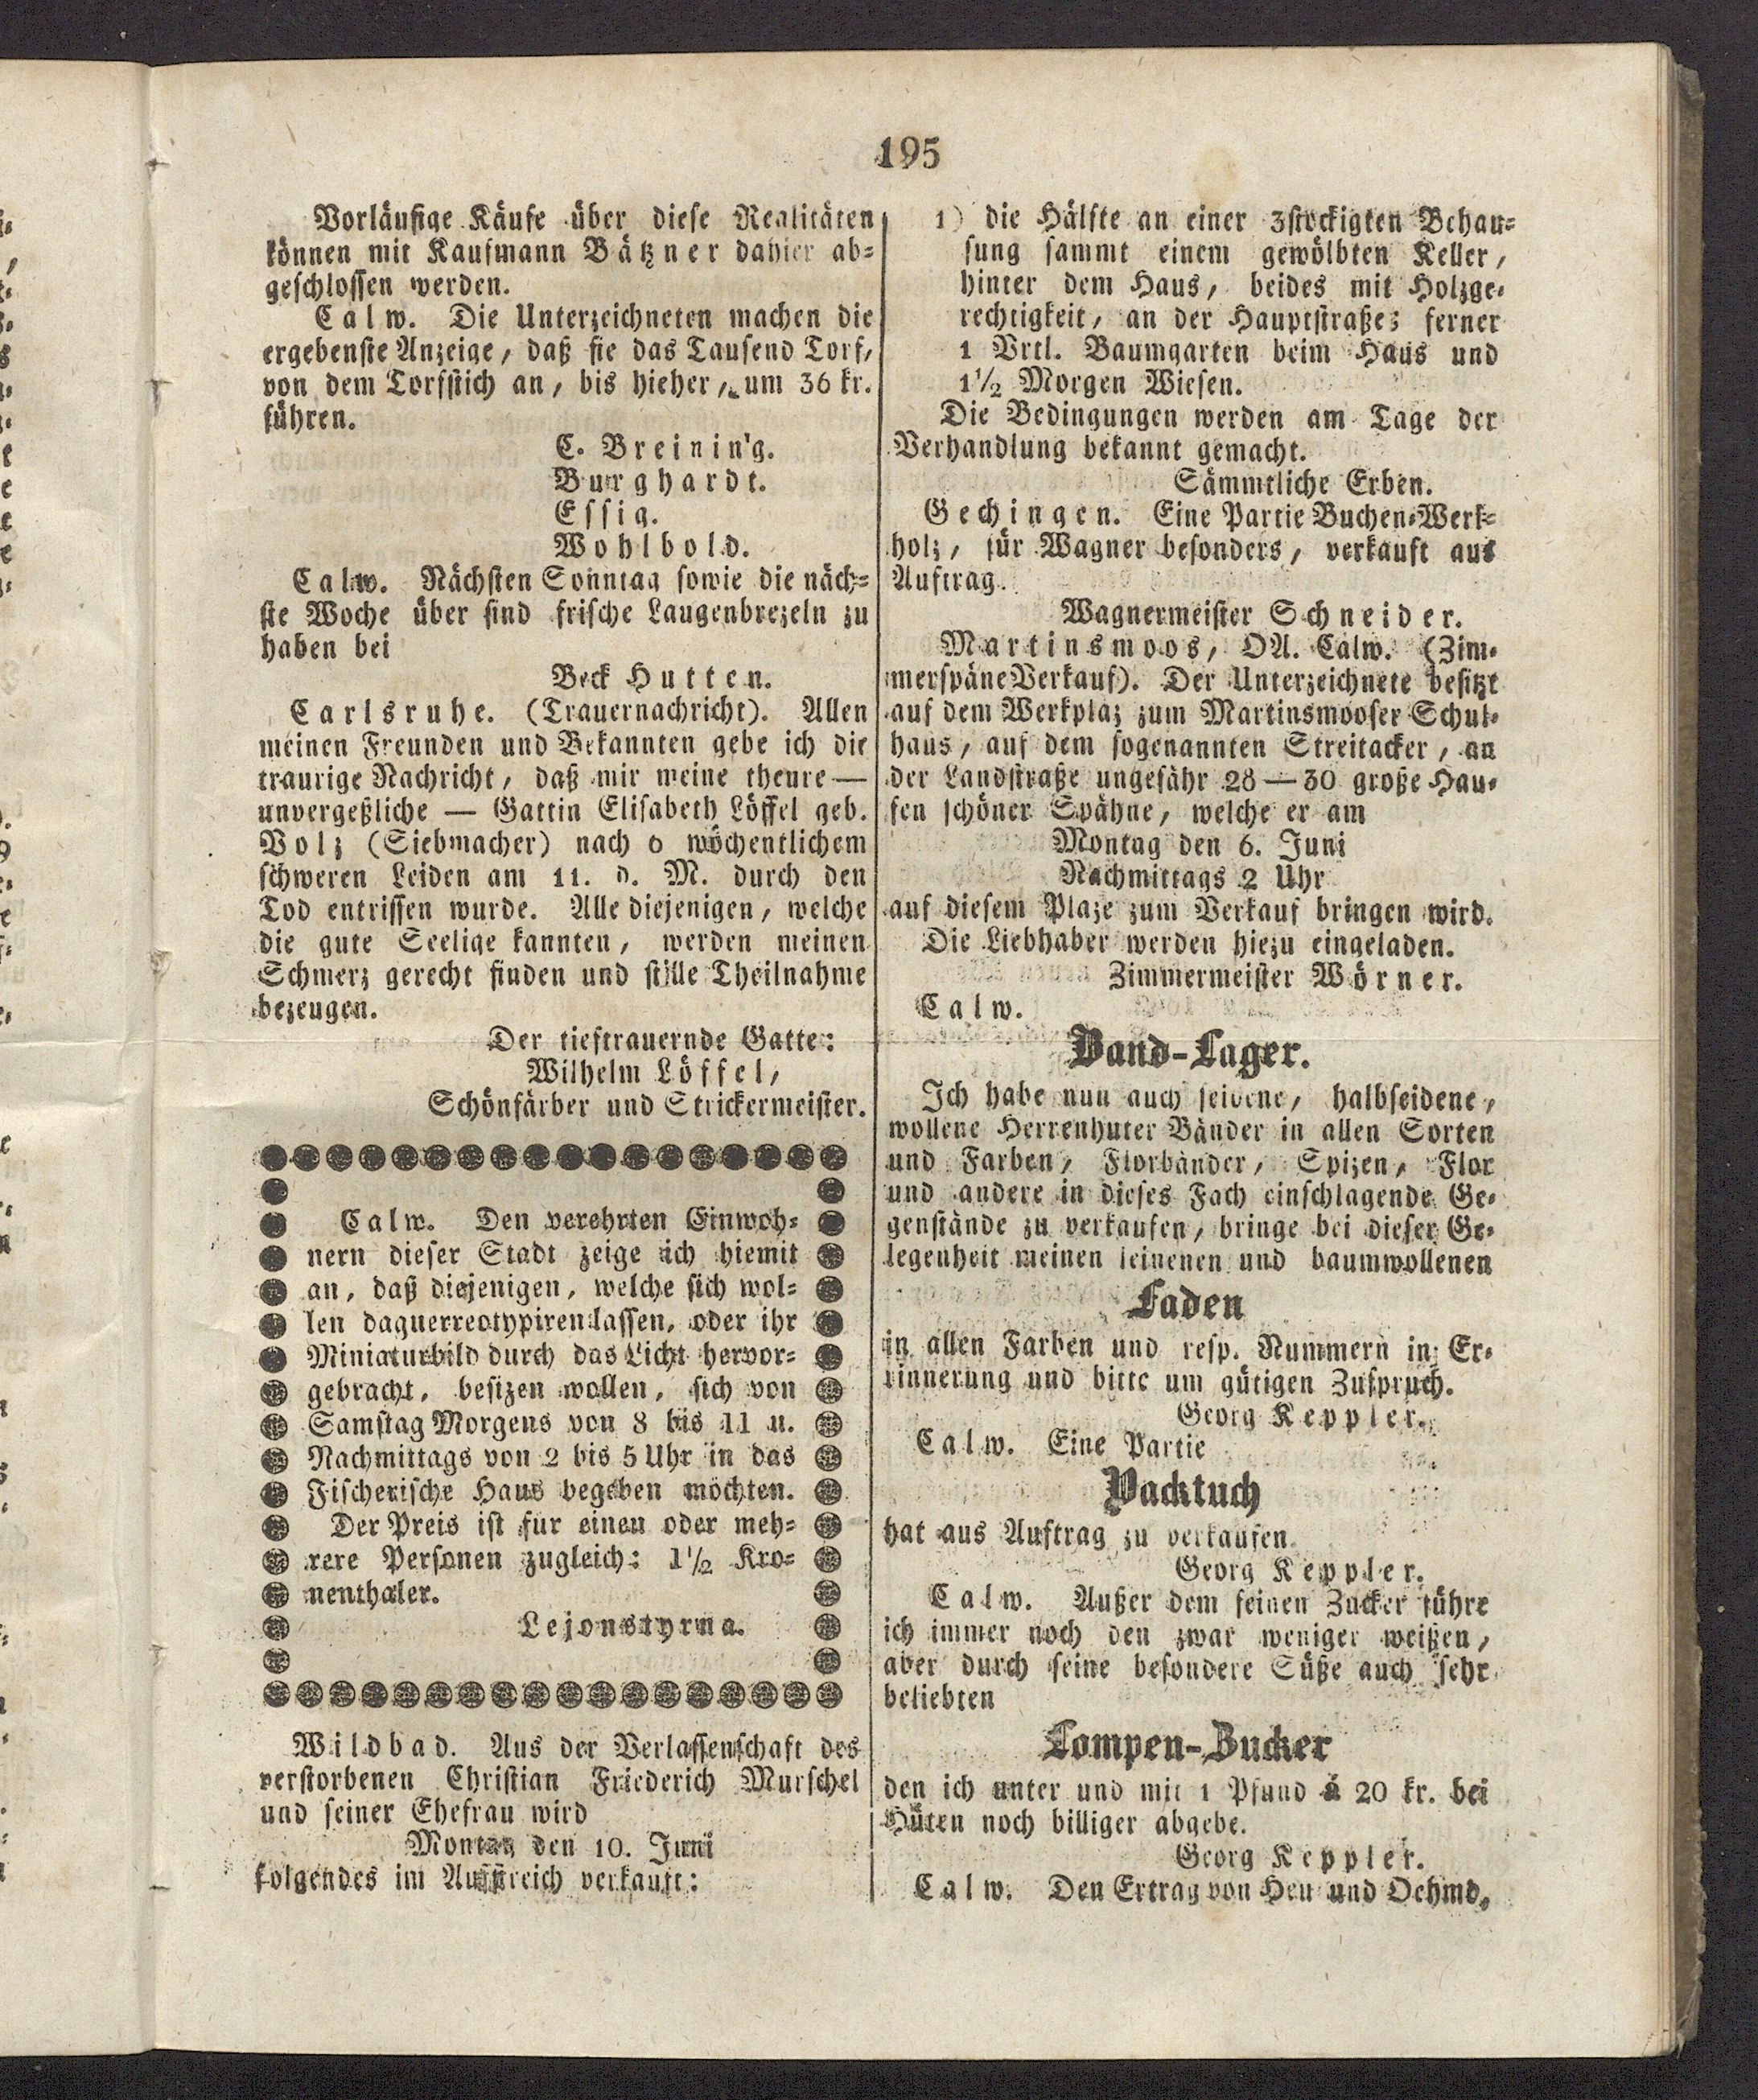 195
Vorläufige Käufe über diese Realitäten
können mit Kaufmann Bätzner dahier ab-
geschlossen werden.
Calw. Die Unterzeichneten machen die
ergebenste Anzeige, daß sie das Tausend Torf,
von dem Torfstich an, bis hieher, um 36 kr.
führen.
C. Breining.
Burghardt.
Essig.
Wohlbold.
Calw. Nächsten Sonntag sowie die näch-
ste Woche über sind frische Laugenbrezeln zu
haben bei
Beck Hutten.
Carlsruhe. (Trauernachricht). Allen
meinen Freunden und Bekannten gebe ich die
traurige Nachricht, daß mir meine theure —
unvergeßliche — Gattin Elisabeth Löffel geb.
Volz (Siebmacher) nach 6 wöchentlichem
schweren Leiden am 11. d. M. durch den
Tod entrissen wurde. Alle diejenigen, welche
die gute Seelige kannten, werden meinen
Schmerz gerecht finden und stille Theilnahme
bezeugen.
Der tieftrauernde Gatte:
Wilhelm Löffel,
Schönfärber und Strickermeister.
Calw. Den verehrten Einwoh-
nern dieser Stadt zeige ich hiemit
an, daß diejenigen, welche sich wol-
len daguerreotypiren lassen, oder ihr
Miniaturbild durch das Licht hervor-
gebracht, besizen wollen, sich von
Samstag Morgens von 8 bis 11 u.
Nachmittags von 2 bis 5 Uhr in das
Fischerische Haus begeben möchten.
Der Preis ist für einen oder meh-
rere Personen zugleich: 1½ Kro-
nenthaler.
Lejonstyrna.
Wildbad. Aus der Verlassenschaft des
verstorbenen Christian Friederich Murschel
und seiner Ehefrau wird
Montag den 10. Juni
folgendes im Aufstreich verkauft:
1) die Hälfte an einer 3stockigten Behau-
sung sammt einem gewölbten Keller,
hinter dem Haus, beides mit Holzge-
rechtigkeit, an der Hauptstraße; ferner
1 Vrtl. Baumgarten beim Haus und
1½ Morgen Wiesen.
Die Bedingungen werden am Tage der
Verhandlung bekannt gemacht.
Sämmtliche Erben.
Gechingen. Eine Partie Buchen-Werk-
holz, für Wagner besonders, verkauft aus
Auftrag.
Wagnermeister Schneider.
Martinsmoos, OA. Calw. (Zim-
merspäneVerkauf). Der Unterzeichnete besitzt
auf dem Werkplaz zum Martinsmooser Schul-
haus, auf dem sogenannten Streitacker, an
der Landstraße ungefähr 28—30 große Hau-
fen schöner Spähne, welche er am
Montag den 6. Juni
Nachmittags 2 Uhr
auf diesem Plaze zum Verkauf bringen wird.
Die Liebhaber werden hiezu eingeladen.
Zimmermeister Wörner.
Calw.
Band-Lager.
Ich habe nun auch seidene, halbseidene,
wollene Herrenhuter Bänder in allen Sorten
und Farben, Florbänder, Spizen, Flor
und andere in dieses Fach einschlagende Ge-
genstände zu verkaufen, bringe bei dieser Ge-
legenheit meinen leinenen und baumwollenen
Faden
in allen Farben und resp. Nummern in Er-
rinnerung und bitte um gütigen Zuspruch.
Georg Keppler.
Calw. Eine Partie
Packtuch
hat aus Auftrag zu verkaufen.
Georg Keppler.
Calw. Außer dem feinen Zucker führe
ich immer noch den zwar weniger weißen,
aber durch seine besondere Süße auch sehr
beliebten
Lompen-Zucker
den ich unter und mit 1 Pfund à 20 kr. bei
Hüten noch billiger abgebe.
Georg Keppler.
Calw. Den Ertrag von Heu und Oehmd,